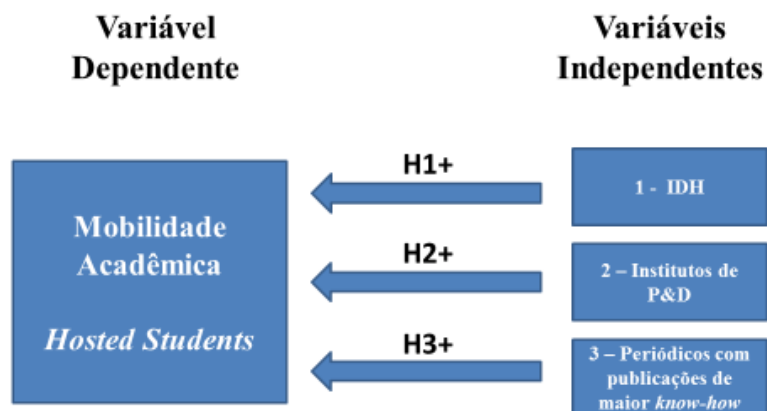 Variável
Dependente
Variáveis
Independentes
Mobilidade
Acadêmica
Hosted Students
H1+
H2+
H3+
1 - IDH
2 – Institutos de
P&D
3 – Periódicos com
publicações de
maior know-how